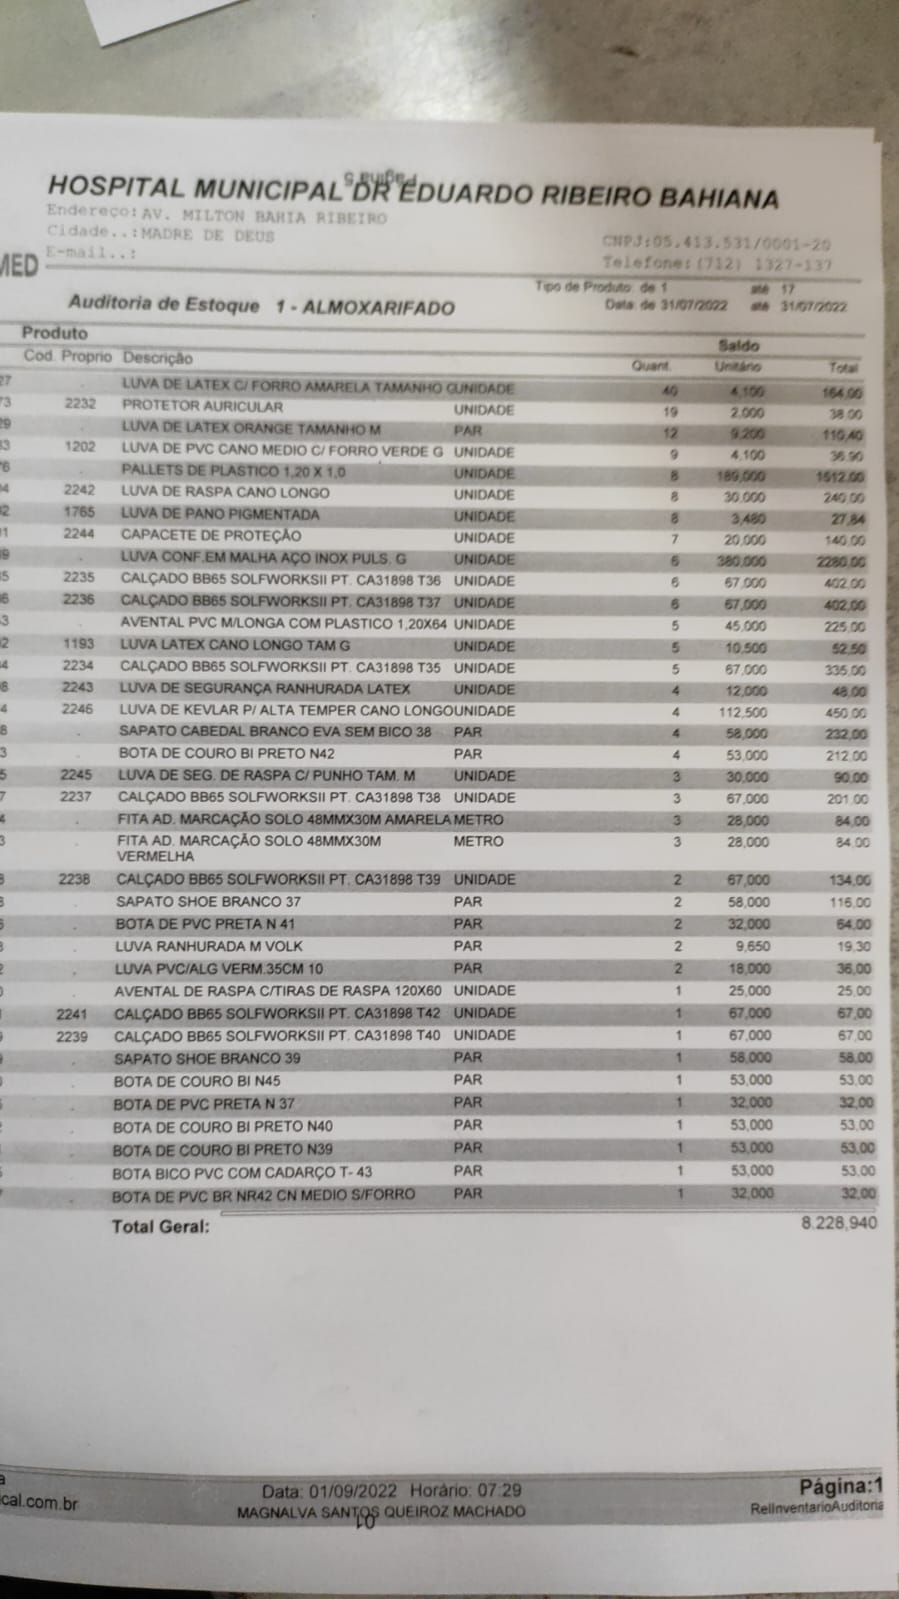 Página 5
HOSPITAL MUNICIPAL DR EDUARDO RIBEIRO BAHIANA
Endereço:AV. MILTON BAHIA RIBEIRO
Cidade..:MADRE DE DEUS
CNPJ:05.413.531/0001-20
E-mail..:
Telefone:(712) 1327-137
MED
Tipo de Produto: de 1 até 17
Auditoria de Estoque 1 - ALMOXARIFADO
Data: de 31/07/2022 até 31/07/2022
Produto Saldo
Cod. Proprio Descrição Quant. Unitário Total
27 . LUVA DE LATEX C/ FORRO AMARELA TAMANHO GUNIDADE 40 4,100 164,00
73 2232 PROTETOR AURICULAR UNIDADE 19 2,000 38,00
29 . LUVA DE LATEX ORANGE TAMANHO M PAR 12 9,200 110,40
33 1202 LUVA DE PVC CANO MEDIO C/ FORRO VERDE G UNIDADE 9 4,100 36,90
76 . PALLETS DE PLASTICO 1,20 X 1,0 UNIDADE 8 189,000 1512,00
04 2242 LUVA DE RASPA CANO LONGO UNIDADE 8 30,000 240,00
02 1765 LUVA DE PANO PIGMENTADA UNIDADE 8 3,480 27,84
01 2244 CAPACETE DE PROTEÇÃO UNIDADE 7 20,000 140,00
39 . LUVA CONF.EM MALHA AÇO INOX PULS. G UNIDADE 6 380,000 2280,00
5 2235 CALÇADO BB65 SOLFWORKSII PT. CA31898 T36 UNIDADE 6 67,000 402,00
6 2236 CALÇADO BB65 SOLFWORKSII PT. CA31898 T37 UNIDADE 6 67,000 402,00
3 . AVENTAL PVC M/LONGA COM PLASTICO 1,20X64 UNIDADE 5 45,000 225,00
2 1193 LUVA LATEX CANO LONGO TAM G UNIDADE 5 10,500 52,50
4 2234 CALÇADO BB65 SOLFWORKSII PT. CA31898 T35 UNIDADE 5 67,000 335,00
8 2243 LUVA DE SEGURANÇA RANHURADA LATEX UNIDADE 4 12,000 48,00
4 2246 LUVA DE KEVLAR P/ ALTA TEMPER CANO LONGOUNIDADE 4 112,500 450,00
8 . SAPATO CABEDAL BRANCO EVA SEM BICO 38 PAR 4 58,000 232,00
3 . BOTA DE COURO BI PRETO N42 PAR 4 53,000 212,00
5 2245 LUVA DE SEG. DE RASPA C/ PUNHO TAM. M UNIDADE 3 30,000 90,00
7 2237 CALÇADO BB65 SOLFWORKSII PT. CA31898 T38 UNIDADE 3 67,000 201,00
4 . FITA AD. MARCAÇÃO SOLO 48MMX30M AMARELA METRO 3 28,000 84,00
3 . FITA AD. MARCAÇÃO SOLO 48MMX30M METRO 3 28,000 84,00
VERMELHA
2238 CALÇADO BB65 SOLFWORKSII PT. CA31898 T39 UNIDADE 2 67,000 134,00
. SAPATO SHOE BRANCO 37 PAR 2 58,000 116,00
. BOTA DE PVC PRETA N 41 PAR 2 32,000 64,00
. LUVA RANHURADA M VOLK PAR 2 9,650 19,30
. LUVA PVC/ALG VERM.35CM 10 PAR 2 18,000 36,00
. AVENTAL DE RASPA C/TIRAS DE RASPA 120X60 UNIDADE 1 25,000 25,00
2241 CALÇADO BB65 SOLFWORKSII PT. CA31898 T42 UNIDADE 1 67,000 67,00
2239 CALÇADO BB65 SOLFWORKSII PT. CA31898 T40 UNIDADE 1 67,000 67,00
. SAPATO SHOE BRANCO 39 PAR 1 58,000 58,00
. BOTA DE COURO BI N45 PAR 1 53,000 53,00
. BOTA DE PVC PRETA N 37 PAR 1 32,000 32,00
. BOTA DE COURO BI PRETO N40 PAR 1 53,000 53,00
. BOTA DE COURO BI PRETO N39 PAR 1 53,000 53,00
. BOTA BICO PVC COM CADARÇO T- 43 PAR 1 53,000 53,00
. BOTA DE PVC BR NR42 CN MEDIO S/FORRO PAR 1 32,000 32,00
Total Geral: 8.228,940
ical.com.br
Data: 01/09/2022 Horário: 07:29
MAGNALVA SANTOS QUEIROZ MACHADO
Página:1
RelInventarioAuditoria